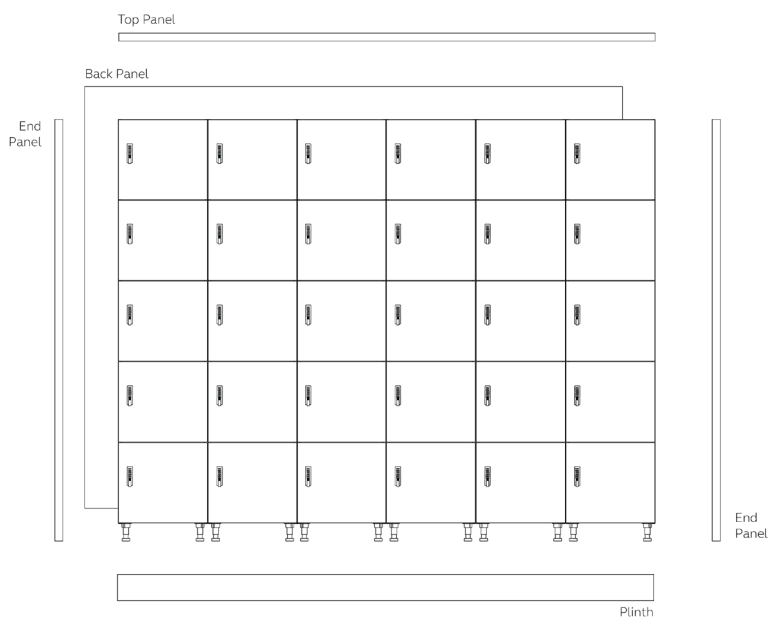 Top Panel
Back Panel
End
Panel
End
Panel
Plinth